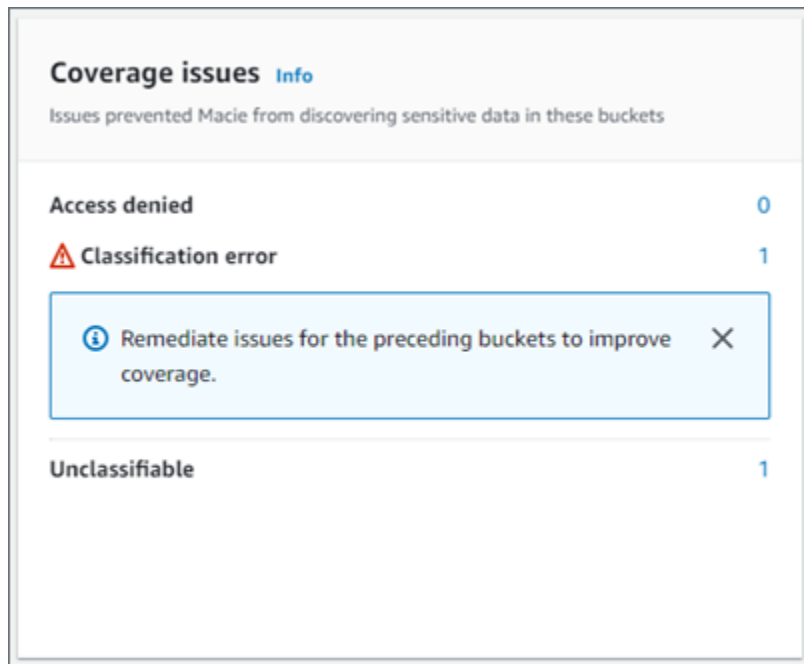 Coverage issues Info
Issues prevented Macie from discovering sensitive data in these buckets
Access denied 0
Classification error 1
Remediate issues for the preceding buckets to improve
coverage.
Unclassifiable 1